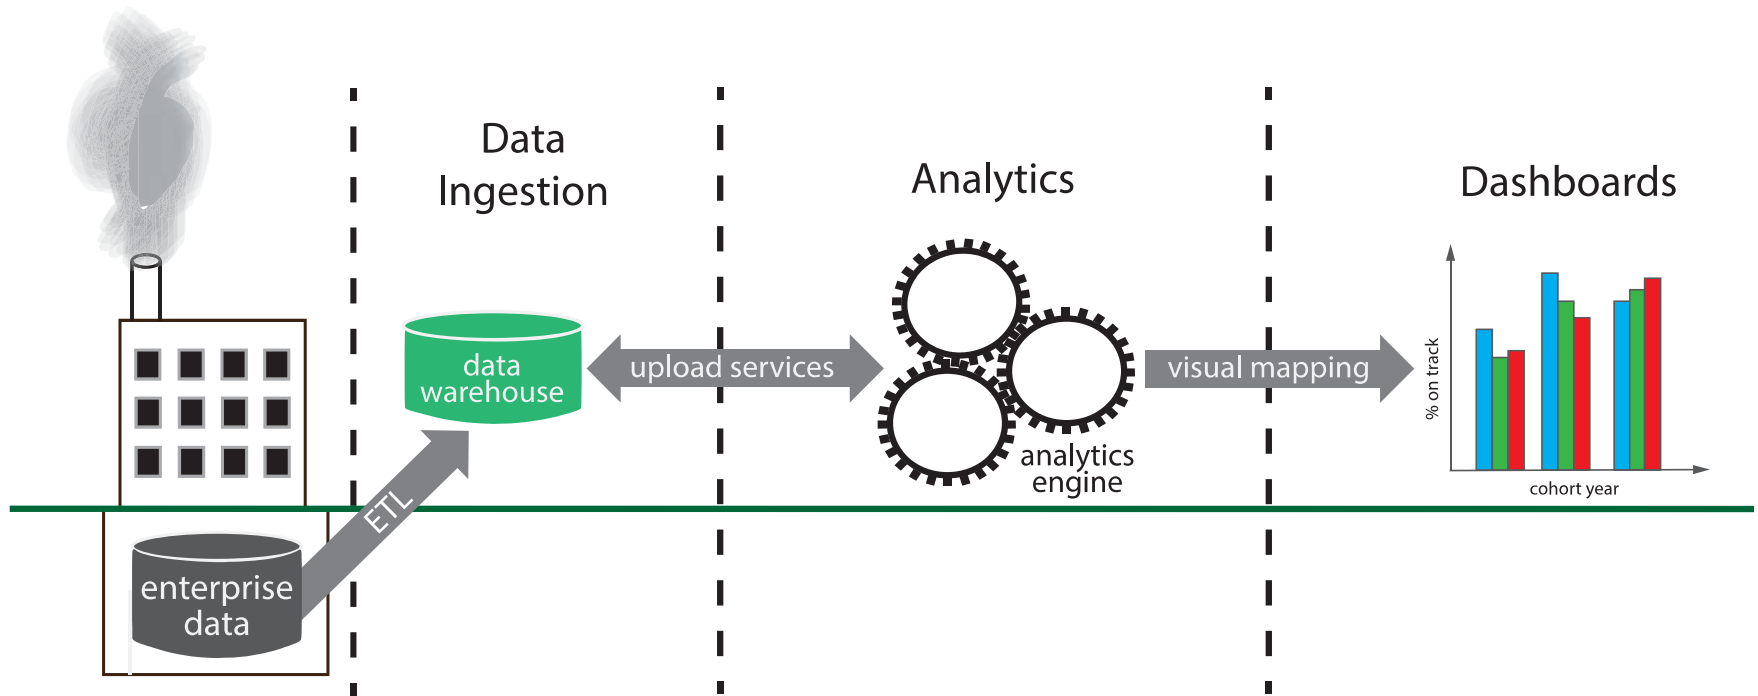 Data
Ingestion
Analytics
Dashboards
data
warehouse
upload services
visual mapping
% on track
analytics
engine
cohort year
ETL
enterprise
data